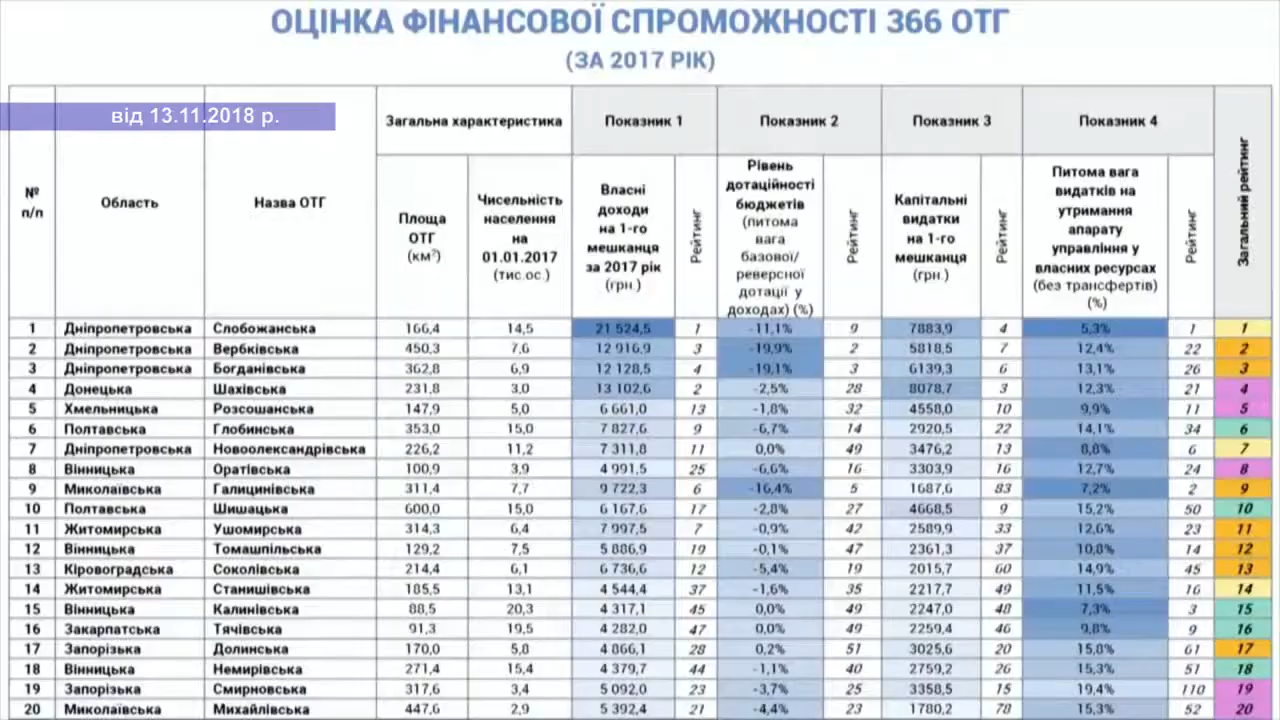 ОЦІНКА ФІНАНСОВОЇ СПРОМОЖНОСТІ 366 ОТГ
(ЗА 2017 РІК)
від 13.11.2018 р.
№ п/п Область Назва ОТГ Загальна характеристика Показник 1 Показник 2 Показник 3 Показник 4 Загальний рейтинг
Площа ОТГ (км²) Чисельність населення на 01.01.2017 (тис.ос.) Власні доходи на 1-го мешканця за 2017 рік (грн.) Рейтинг Рівень дотаційності бюджетів (питома вага базової/реверсної дотації у доходах) (%) Рейтинг Капітальні видатки на 1-го мешканця (грн.) Рейтинг Питома вага видатків на утримання апарату управління у власних ресурсах (без трансфертів) (%) Рейтинг
1 Дніпропетровська Слобожанська 166,4 14,5 21 524,5 1 -11,1% 9 7883,9 4 5,3% 1 1
2 Дніпропетровська Вербківська 450,3 7,6 12 916,9 3 -19,9% 2 5818,5 7 12,4% 22 2
3 Дніпропетровська Богданівська 362,8 6,9 12 128,5 4 -19,1% 3 6139,3 6 13,1% 26 3
4 Донецька Шахівська 231,8 3,0 13 102,6 2 -2,5% 28 8078,7 3 12,3% 21 4
5 Хмельницька Розсошанська 147,9 5,0 6 661,0 13 -1,8% 32 4558,0 10 9,9% 11 5
6 Полтавська Глобинська 353,0 15,0 7 827,6 9 -6,7% 14 2920,5 22 14,1% 34 6
7 Дніпропетровська Новоолександрівська 226,2 11,2 7 311,8 11 0,0% 49 3476,2 13 8,8% 6 7
8 Вінницька Оратівська 100,9 3,9 4 991,5 25 -6,6% 16 3303,9 16 12,7% 24 8
9 Миколаївська Галицинівська 311,4 7,7 9 722,3 6 -16,4% 5 1687,6 83 7,2% 2 9
10 Полтавська Шишацька 600,0 15,0 6 167,6 17 -2,8% 27 4668,5 9 15,2% 50 10
11 Житомирська Ушомирська 314,3 6,4 7 997,5 7 -0,9% 42 2589,9 33 12,6% 23 11
12 Вінницька Томашпільська 129,2 7,5 5 886,9 19 -0,1% 47 2361,3 37 10,8% 14 12
13 Кіровоградська Соколівська 214,4 6,1 6 736,6 12 -5,4% 19 2015,7 60 14,9% 45 13
14 Житомирська Станишівська 185,5 13,1 4 544,4 37 -1,6% 35 2217,7 49 11,5% 16 14
15 Вінницька Калинівська 88,5 20,3 4 317,1 45 0,0% 49 2247,0 48 7,3% 3 15
16 Закарпатська Тячівська 91,3 19,5 4 282,0 47 0,0% 49 2259,4 46 9,8% 9 16
17 Запорізька Долинська 170,0 5,8 4 866,1 28 0,2% 51 3025,6 20 15,8% 61 17
18 Вінницька Немирівська 271,4 15,4 4 379,7 44 -1,1% 40 2759,2 26 15,3% 51 18
19 Запорізька Смирновська 317,6 3,4 5 092,0 23 -3,7% 25 3358,5 15 19,4% 110 19
20 Миколаївська Михайлівська 447,6 2,9 5 392,4 21 -4,4% 23 1780,2 78 15,3% 52 20